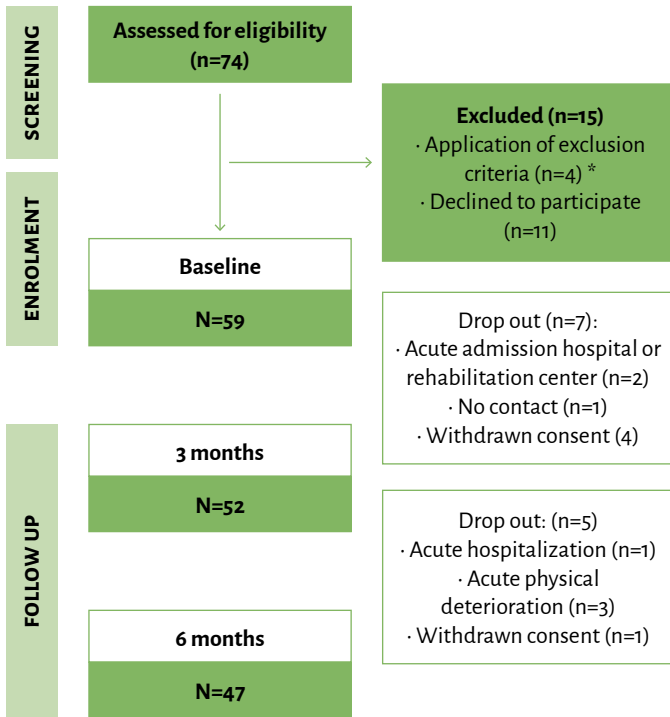 SCREENING
Assessed for eligibility
(n=74)
Excluded (n=15)
· Application of exclusion
criteria (n=4) *
· Declined to participate
(n=11)
ENROLMENT
Baseline
N=59
Drop out (n=7):
· Acute admission hospital or
rehabilitation center (n=2)
· No contact (n=1)
· Withdrawn consent (4)
FOLLOW UP
3 months
N=52
Drop out: (n=5)
· Acute hospitalization (n=1)
· Acute physical
deterioration (n=3)
· Withdrawn consent (n=1)
6 months
N=47